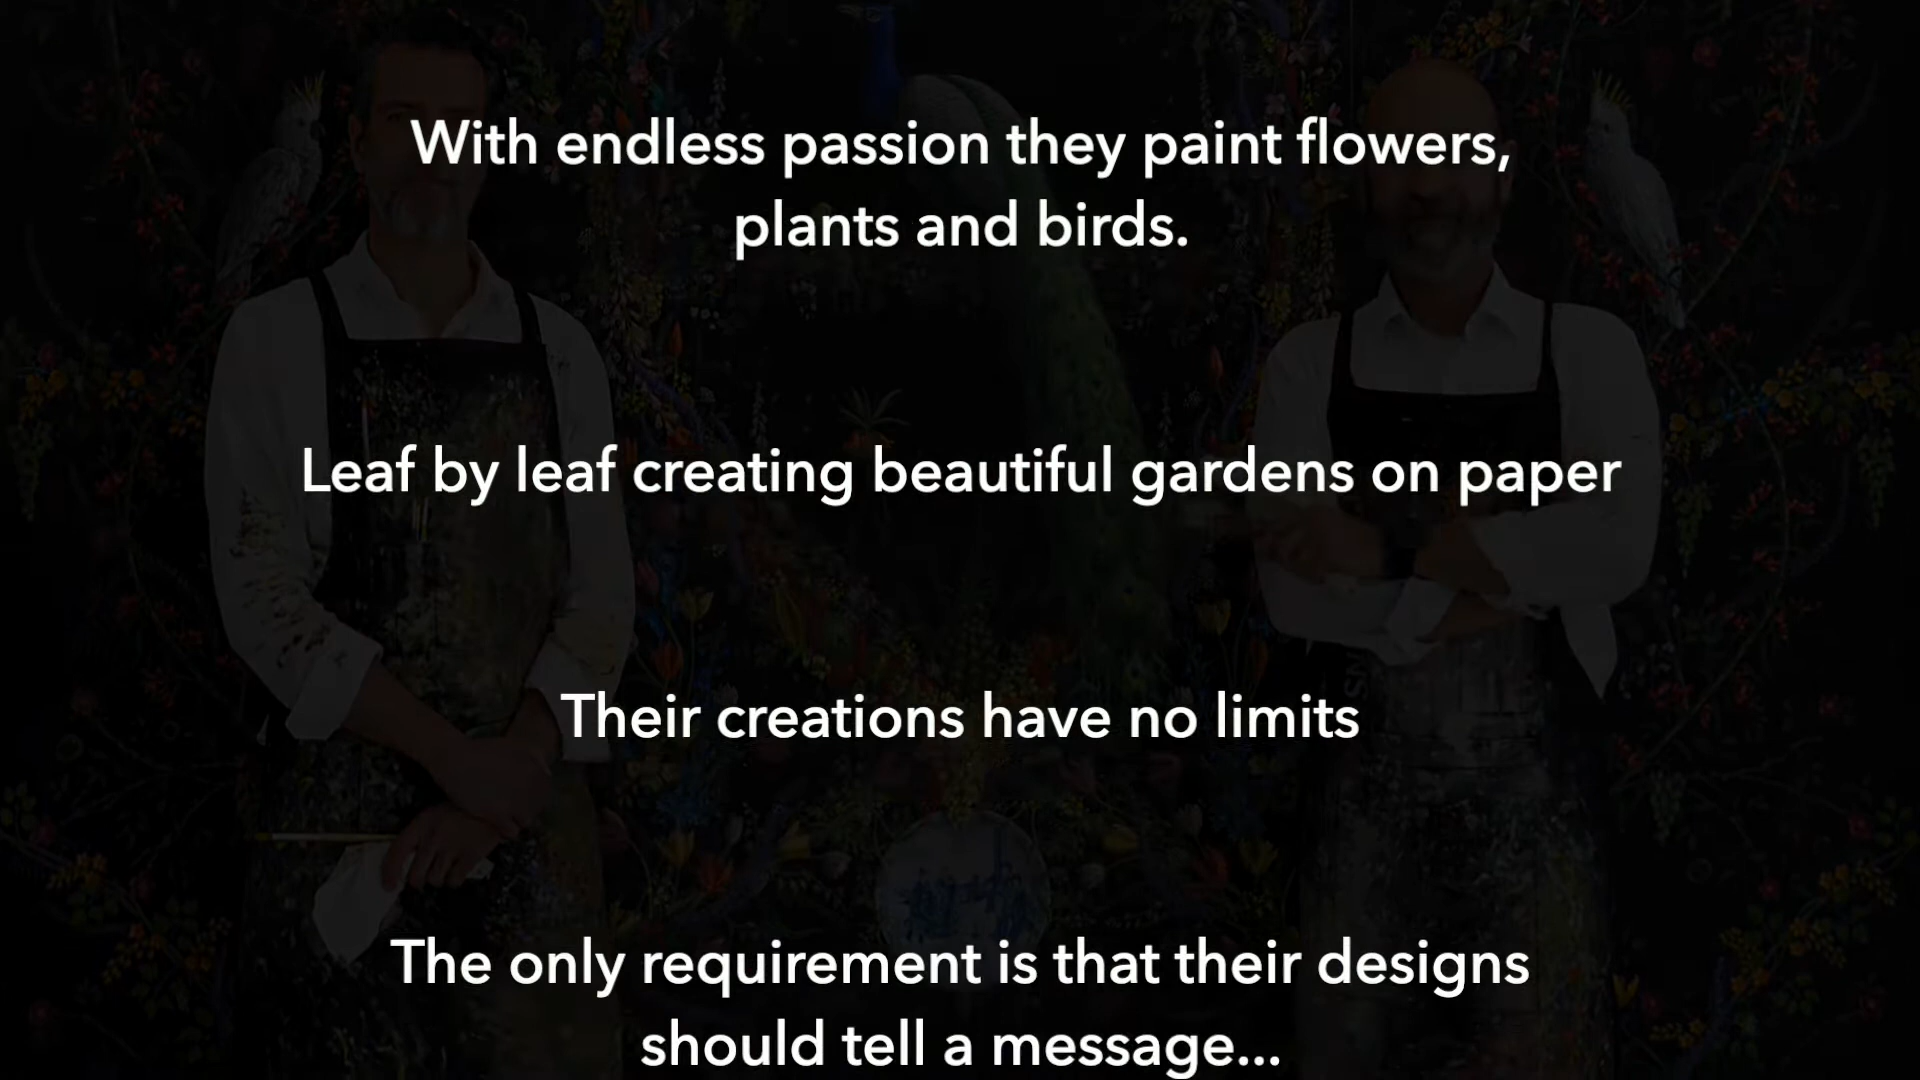 With endless passion they paint flowers,
plants and birds.
Leaf by leaf creating beautiful gardens on paper
Their creations have no limits
The only requirement is that their designs
should tell a message...